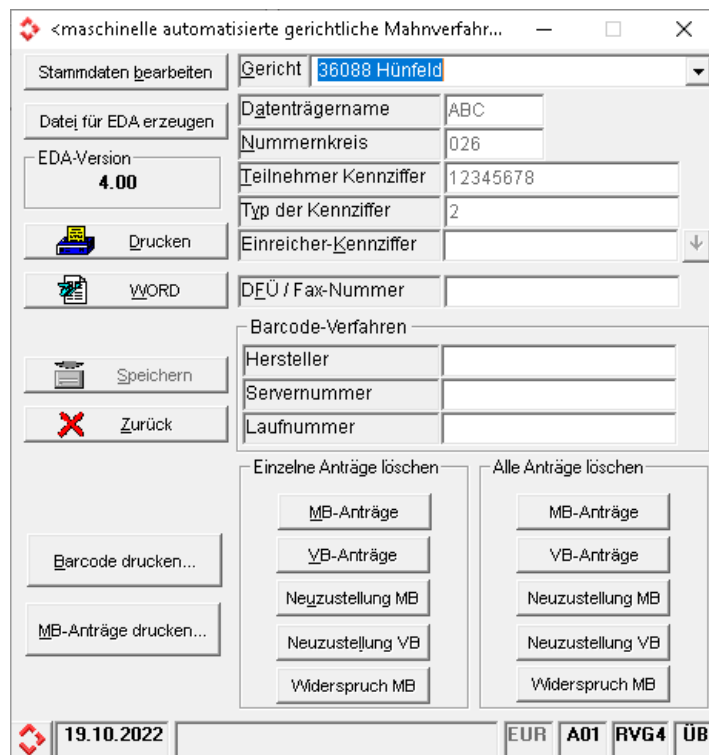 <maschinelle automatisierte gerichtliche Mahnverfahr...
Stammdaten bearbeiten
Gericht 36088 Hünfeld
Datei für EDA erzeugen
Datenträgername ABC
Nummernkreis 026
EDA-Version
4.00
Teilnehmer Kennziffer 12345678
Typ der Kennziffer 2
Drucken
Einreicher-Kennziffer
WORD
DFÜ / Fax-Nummer
Barcode-Verfahren
Hersteller
Speichern
Servernummer
Zurück
Laufnummer
Einzelne Anträge löschen
Alle Anträge löschen
MB-Anträge
MB-Anträge
Barcode drucken...
VB-Anträge
VB-Anträge
Neuzustellung MB
Neuzustellung MB
MB-Anträge drucken...
Neuzustellung VB
Neuzustellung VB
Widerspruch MB
Widerspruch MB
19.10.2022
EUR A01 RVG4 ÜB